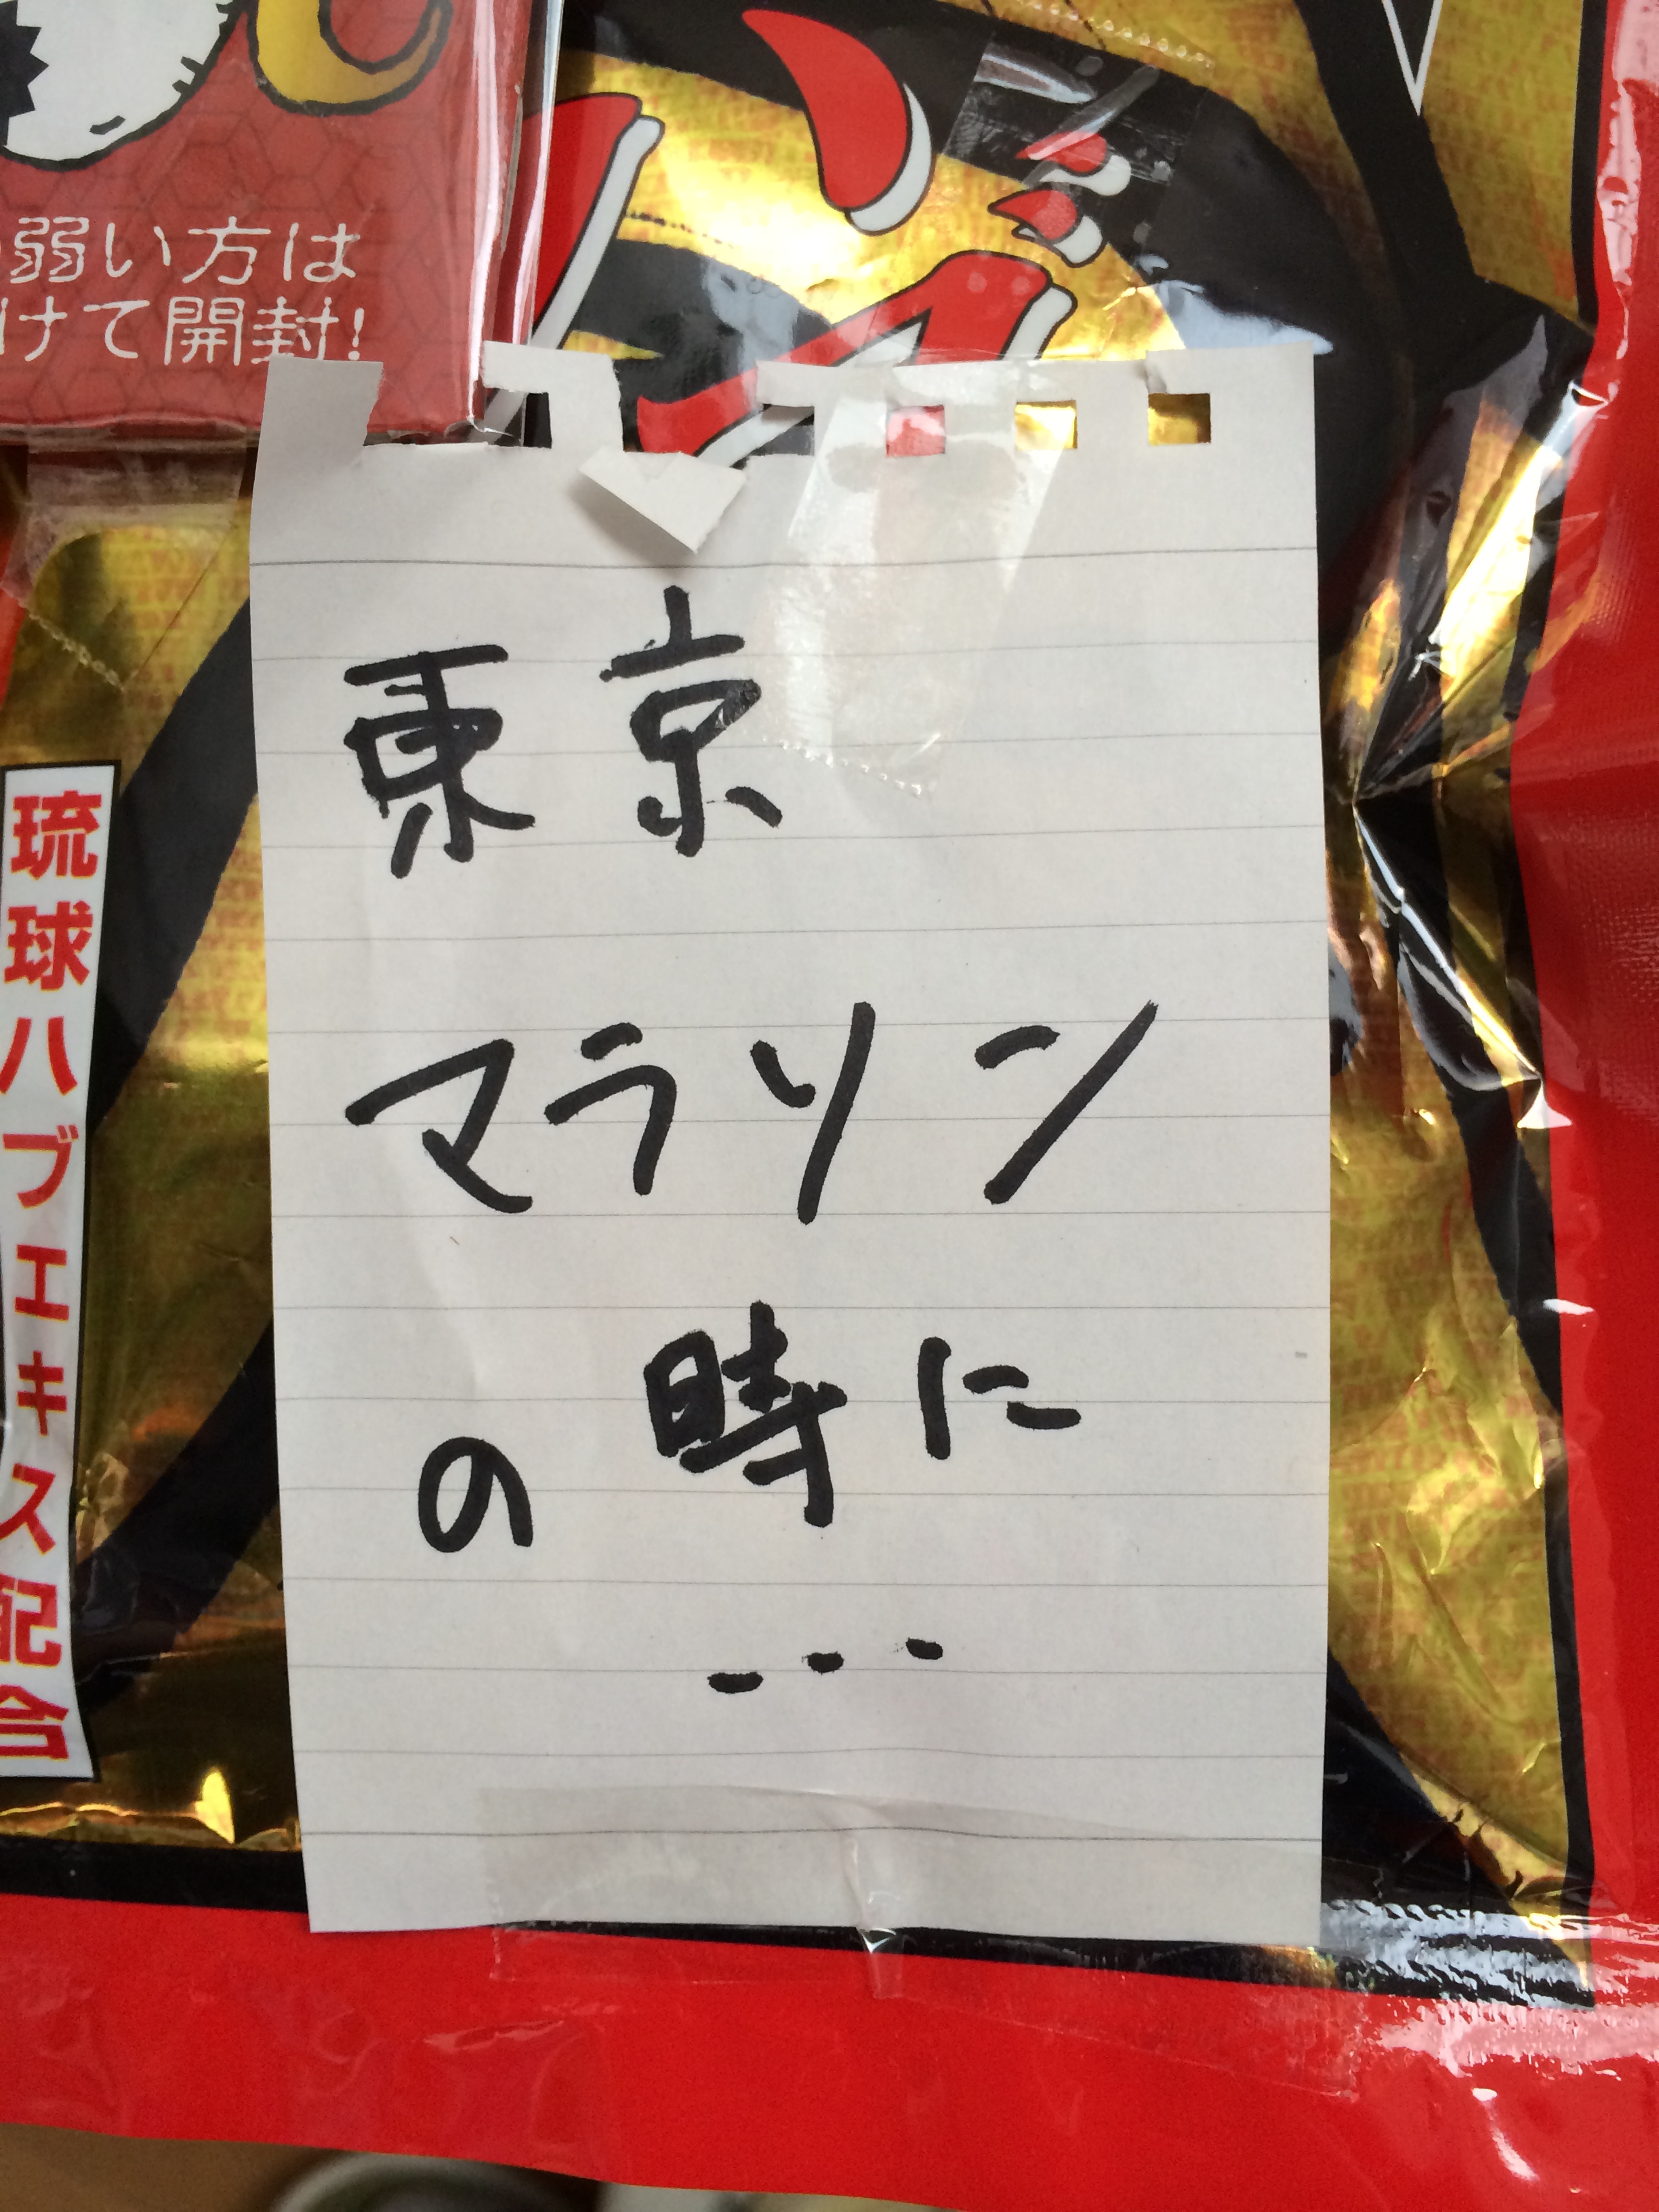 弱い方は
けて開封!
東京
マラソン
の時に
...
琉球ハブエキス配合